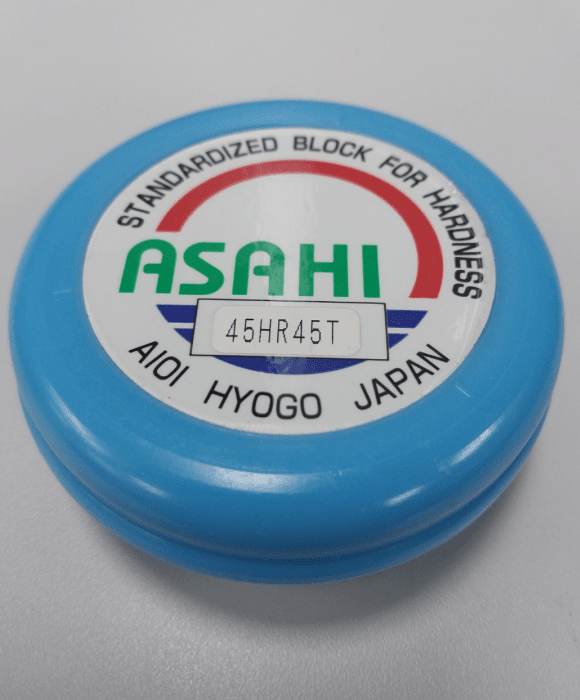 STANDARDIZED BLOCK FOR HARDNESS
ASAHI
45HR45T
AIOI HYOGO JAPAN